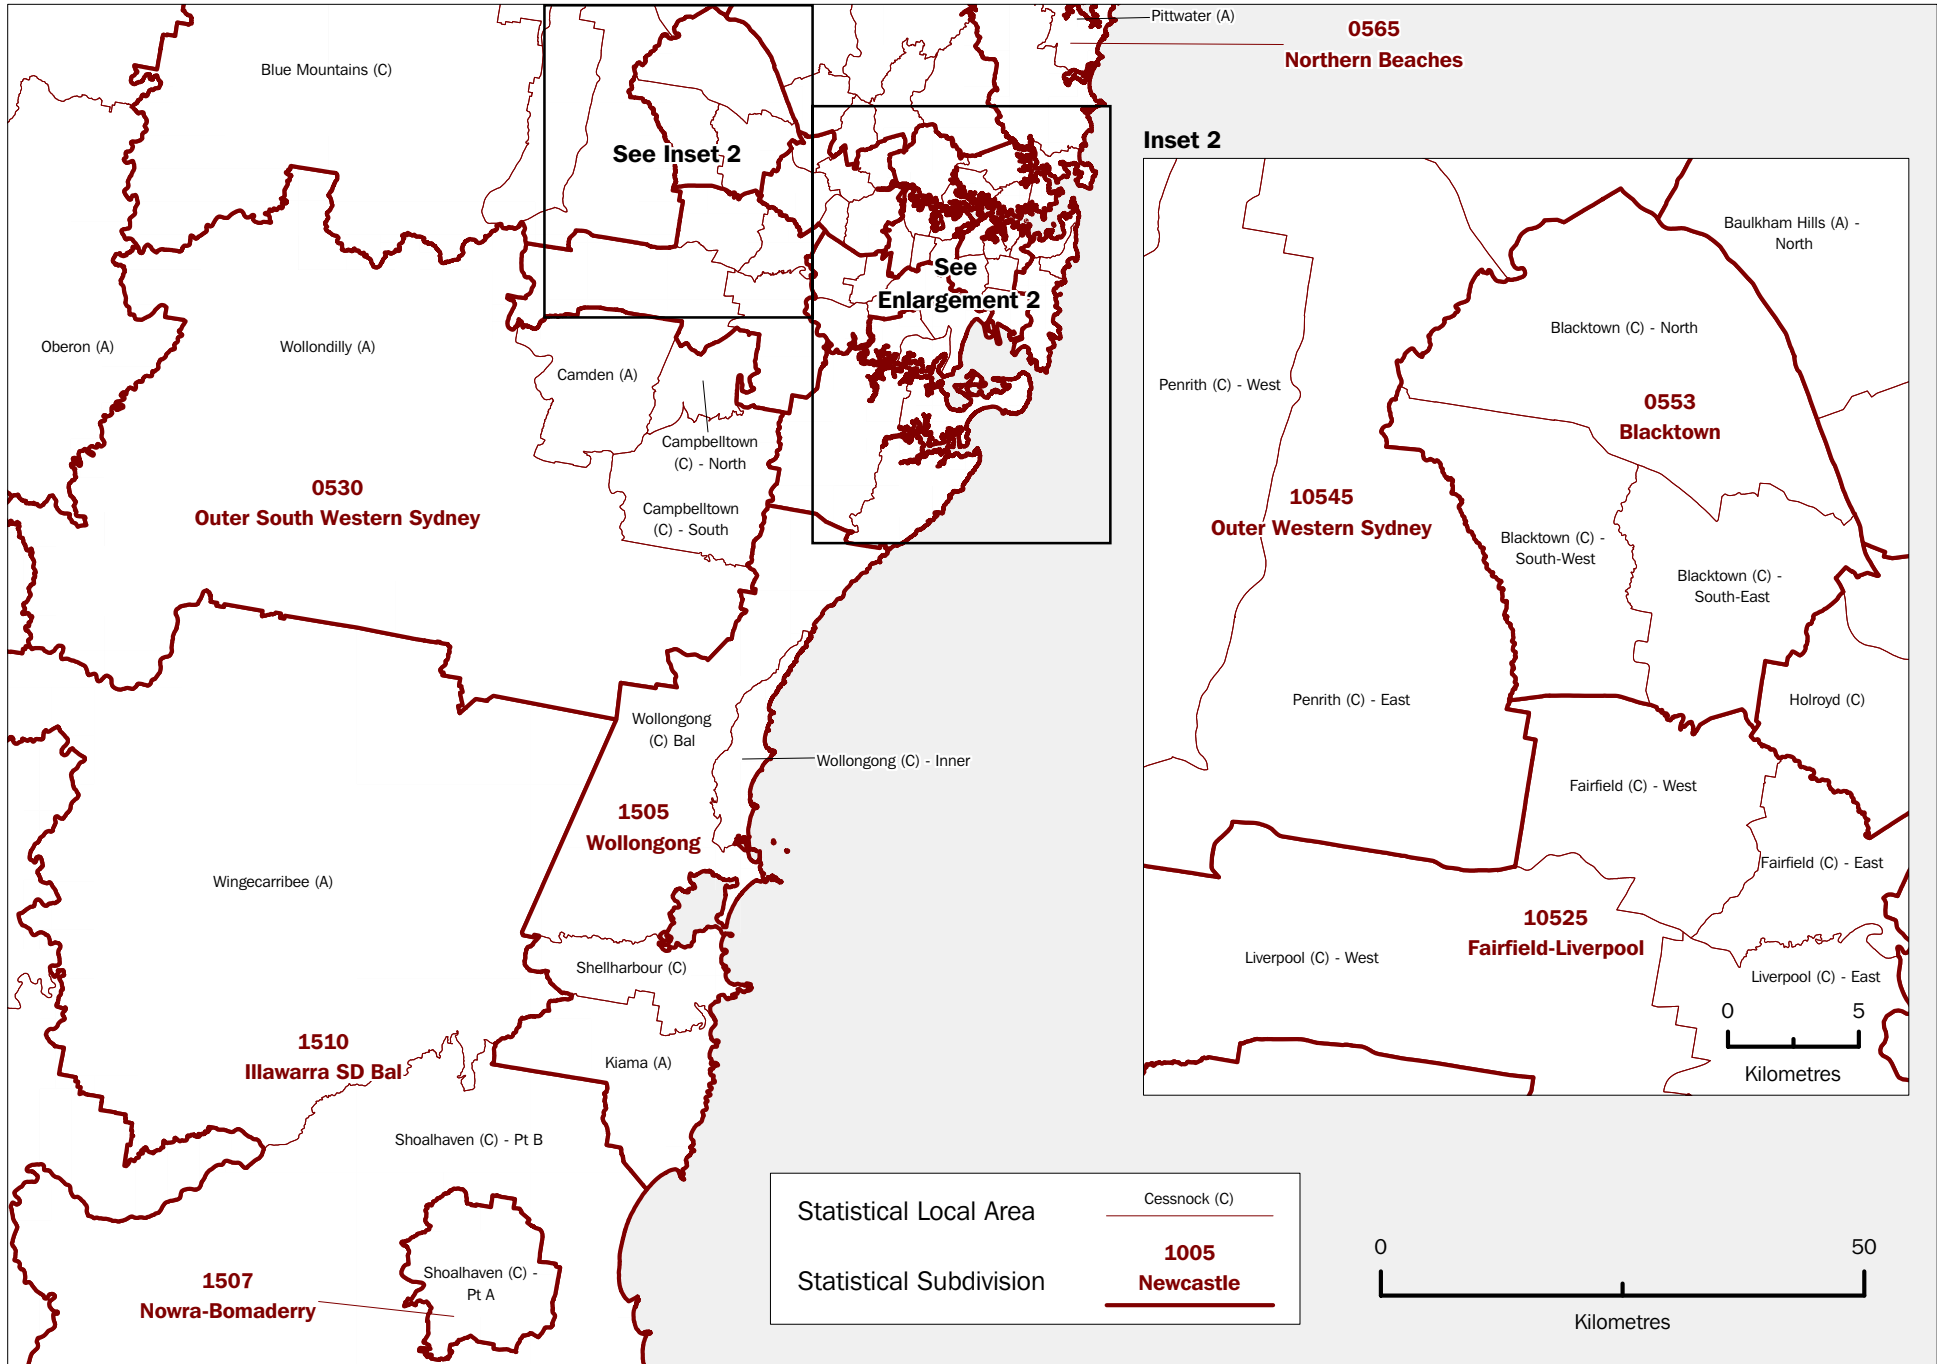 Pittwater (A)
0565
Northern Beaches
Blue Mountains (C)
See Inset 2
Inset 2
See
Enlargement 2
Oberon (A)
Wollondilly (A)
Camden (A)
Campbelltown
(C) - North
0530
Outer South Western Sydney
Campbelltown
(C) - South
Wollongong
(C) Bal
Wollongong (C) - Inner
1505
Wollongong
Wingecarribee (A)
Shellharbour (C)
1510
Illawarra SD Bal
Kiama (A)
Shoalhaven (C) - Pt B
1507
Nowra-Bomaderry
Shoalhaven (C) -
Pt A
Baulkham Hills (A) -
North
Blacktown (C) - North
Penrith (C) - West
0553
Blacktown
10545
Outer Western Sydney
Blacktown (C) -
South-West
Blacktown (C) -
South-East
Penrith (C) - East
Holroyd (C)
Fairfield (C) - West
Fairfield (C) - East
10525
Fairfield-Liverpool
Liverpool (C) - West
Liverpool (C) - East
0 5
Kilometres
Statistical Local Area
Cessnock (C)
Statistical Subdivision
1005
Newcastle
0 50
Kilometres